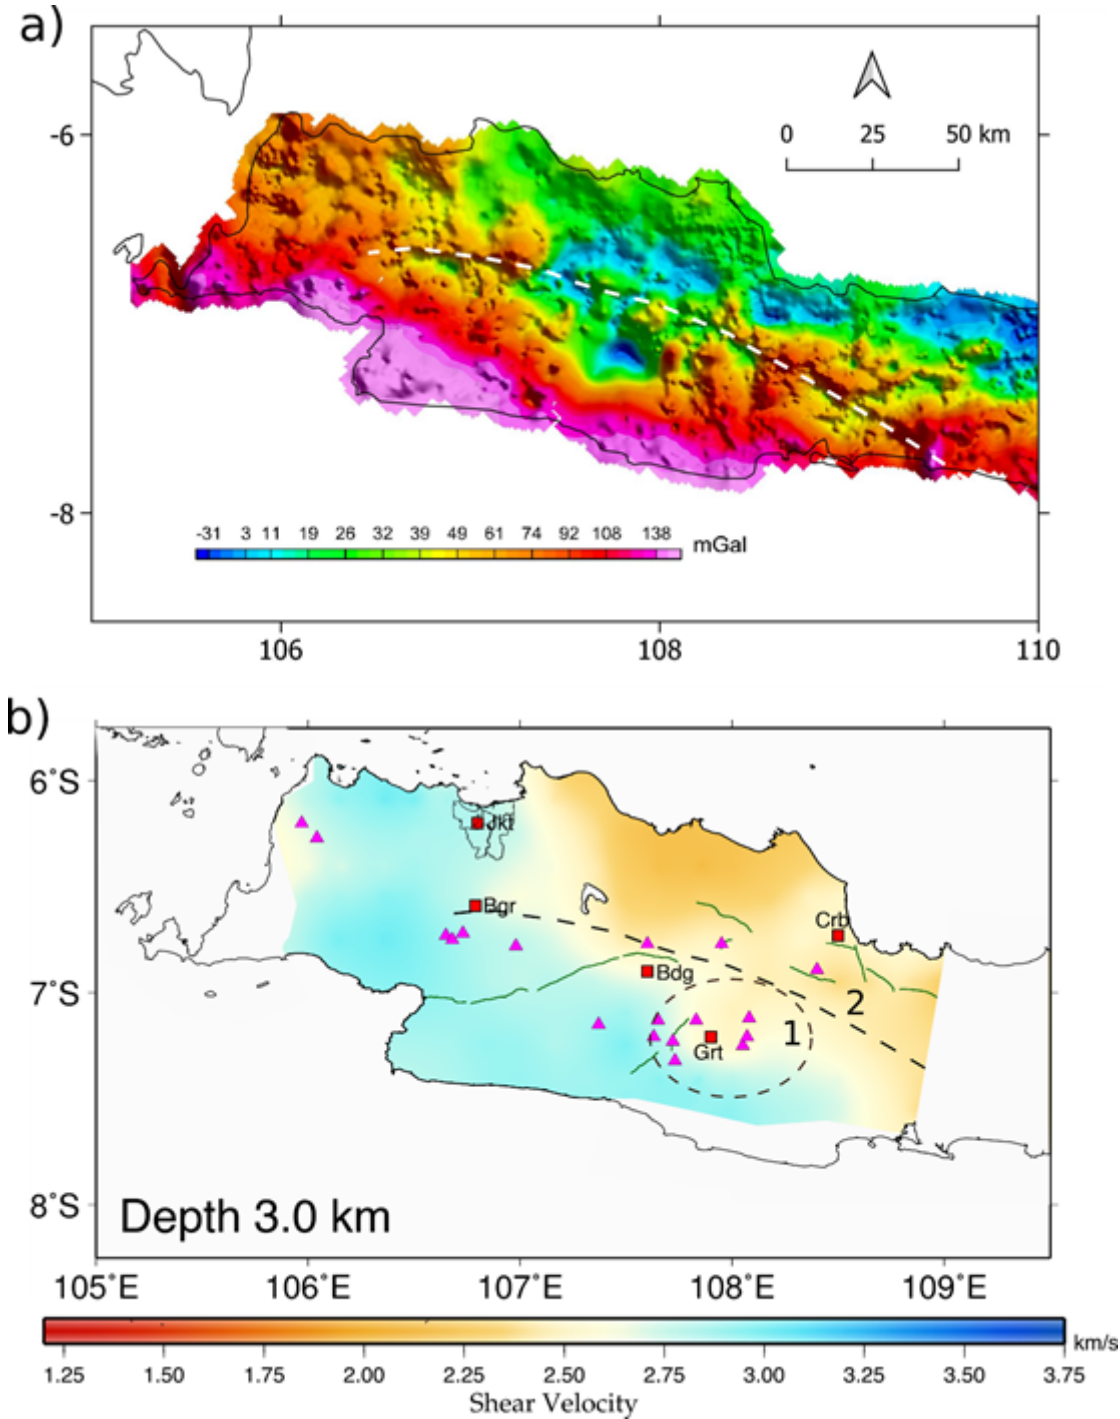 a)
-6
0 25 50 km
-8
-31 3 11 19 26 32 39 49 61 74 92 108 138 mGal
106 108 110
b)
6°S
Jkt
Bgr
Crb
Bdg
7°S
2
1
Grt
8°S
Depth 3.0 km
105°E 106°E 107°E 108°E 109°E
km/s
1.25 1.50 1.75 2.00 2.25 2.50 2.75 3.00 3.25 3.50 3.75
Shear Velocity